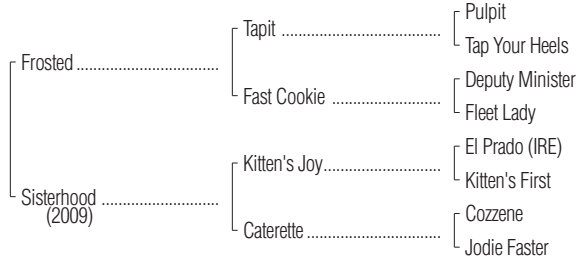 Pulpit
Tapit
Tap Your Heels
Frosted
Deputy Minister
Fast Cookie
Fleet Lady
El Prado (IRE)
Kitten's Joy
Kitten's First
Sisterhood
(2009)
Cozzene
Caterette
Jodie Faster